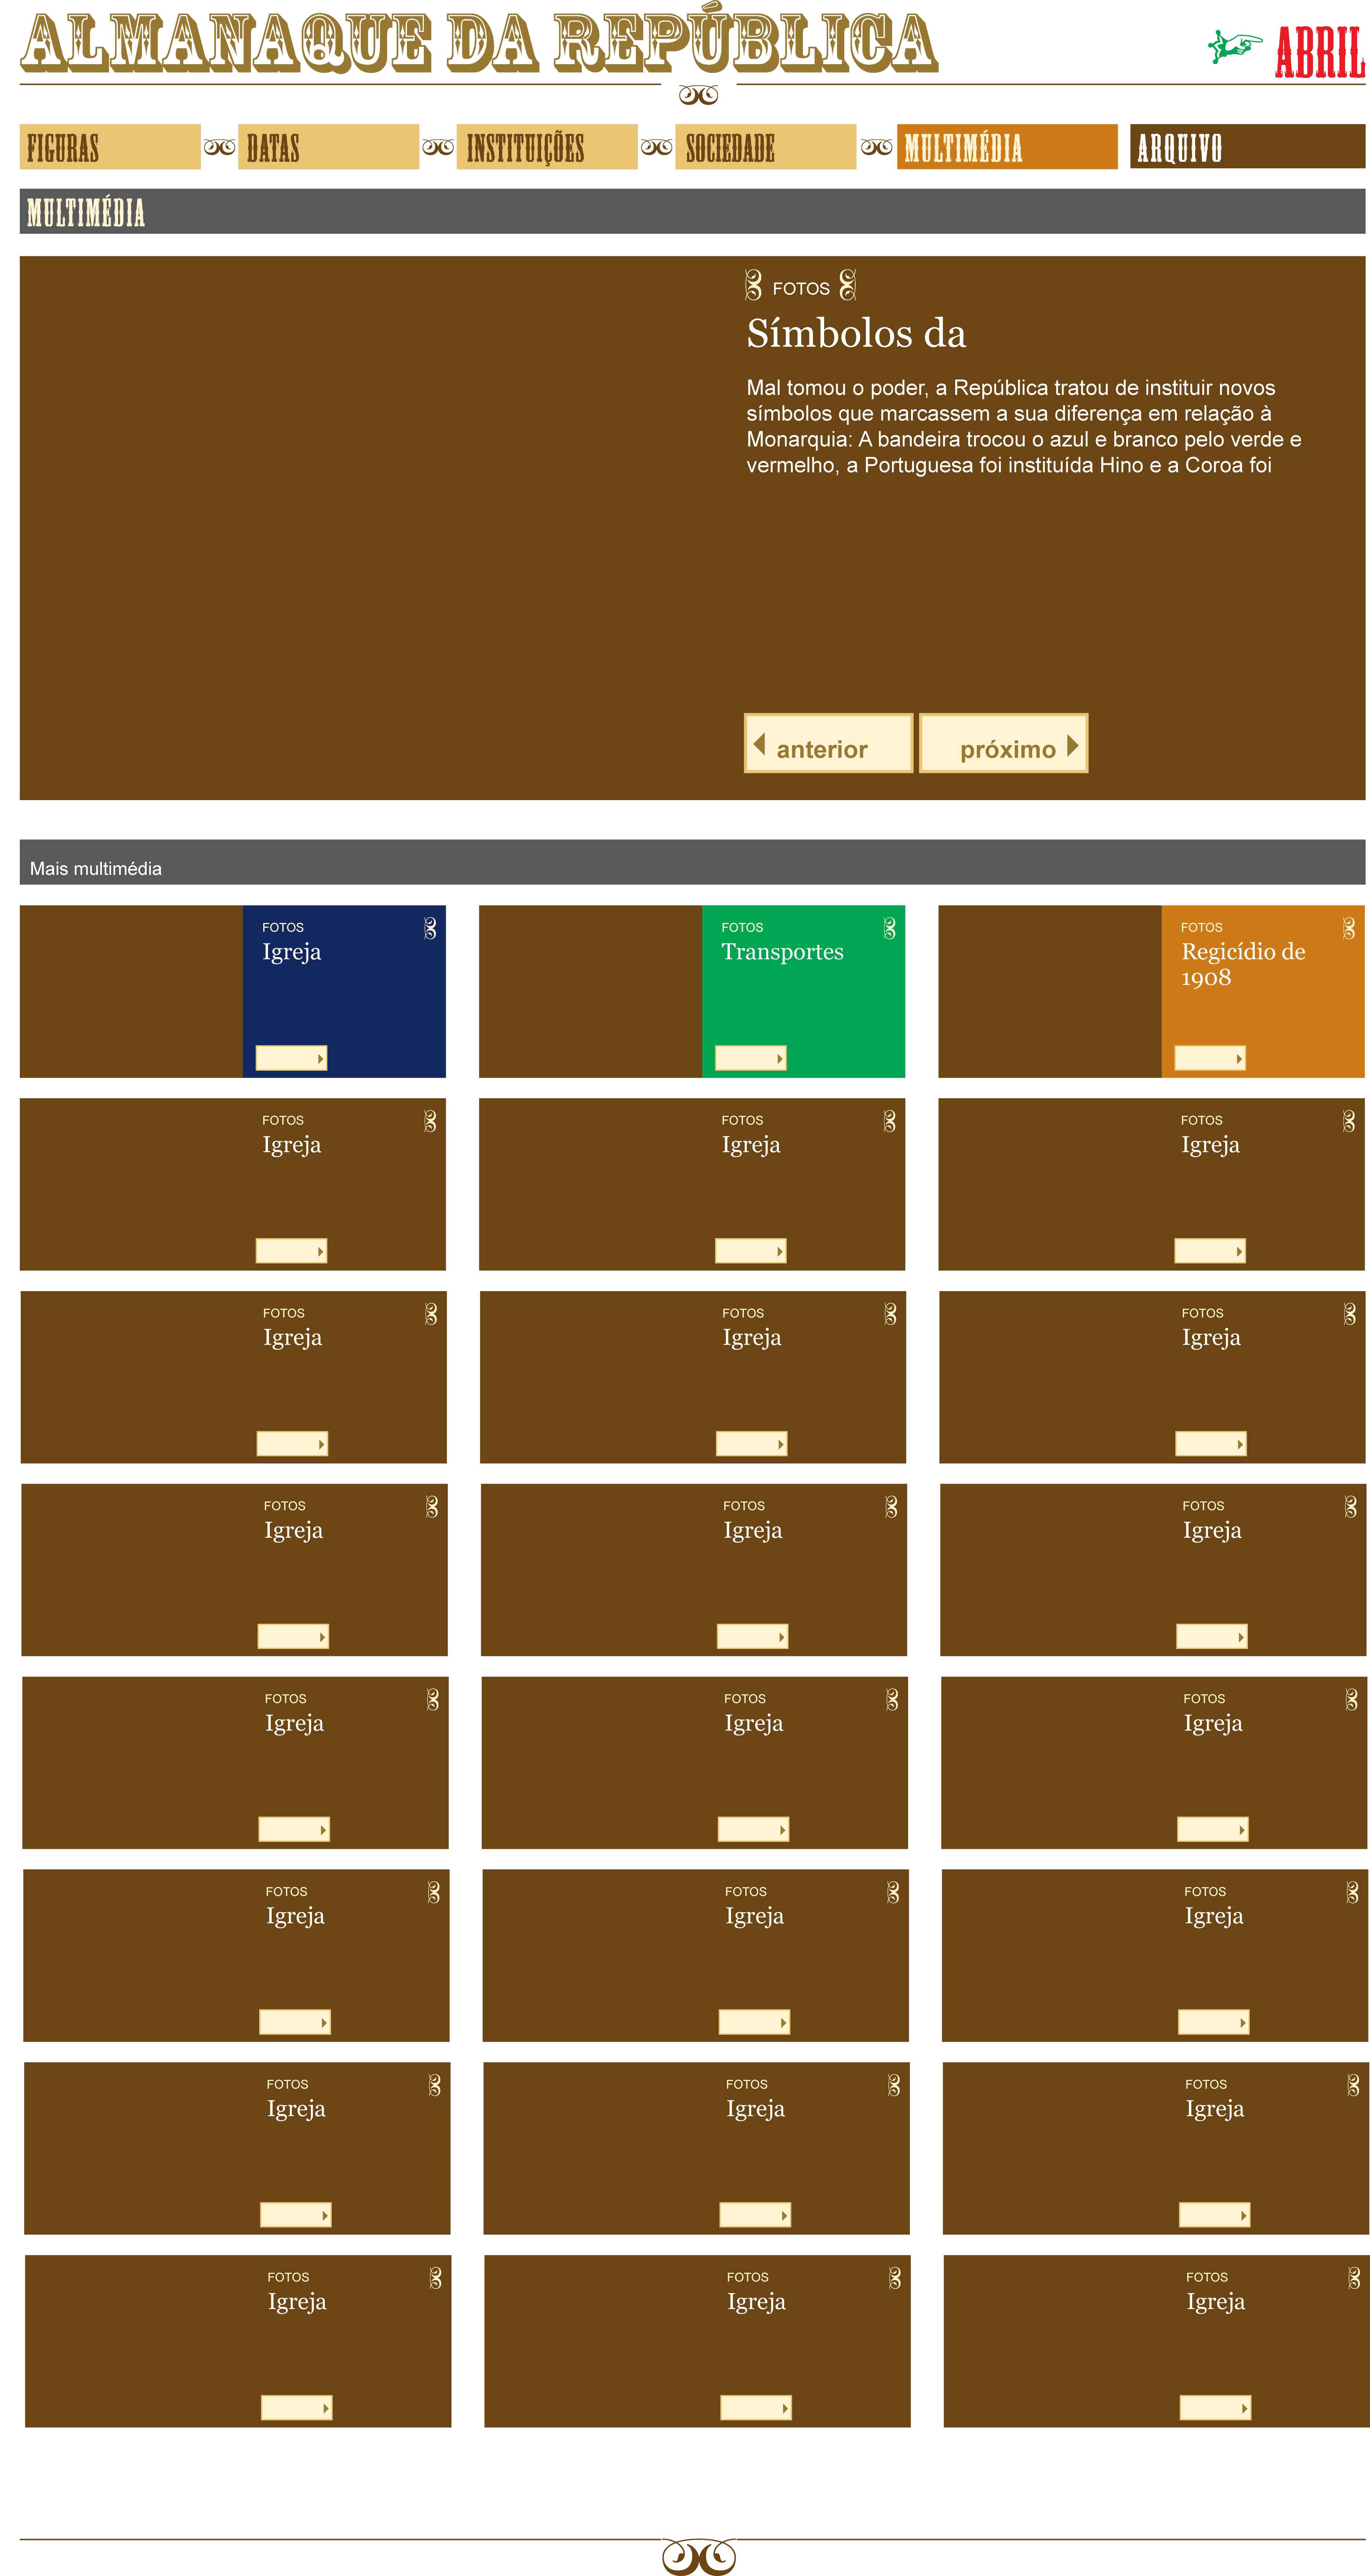 ALMANAQUE DA REPÚBLICA
ABRIL
FIGURAS
DATAS
INSTITUIÇÕES
SOCIEDADE
MULTIMÉDIA
ARQUIVO
MULTIMÉDIA
FOTOS
Símbolos da
Mal tomou o poder, a República tratou de instituir novos
símbolos que marcassem a sua diferença em relação à
Monarquia: A bandeira trocou o azul e branco pelo verde e
vermelho, a Portuguesa foi instituída Hino e a Coroa foi
anterior
próximo
Mais multimédia
FOTOS
Igreja
FOTOS
Transportes
FOTOS
Regicídio de
1908
FOTOS
Igreja
FOTOS
Igreja
FOTOS
Igreja
FOTOS
Igreja
FOTOS
Igreja
FOTOS
Igreja
FOTOS
Igreja
FOTOS
Igreja
FOTOS
Igreja
FOTOS
Igreja
FOTOS
Igreja
FOTOS
Igreja
FOTOS
Igreja
FOTOS
Igreja
FOTOS
Igreja
FOTOS
Igreja
FOTOS
Igreja
FOTOS
Igreja
FOTOS
Igreja
FOTOS
Igreja
FOTOS
Igreja